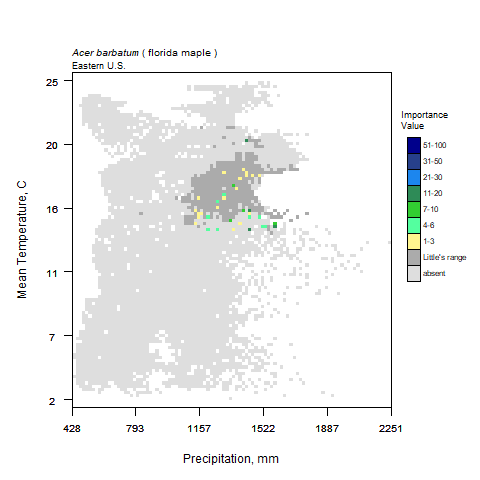 Acer barbatum ( florida maple )
Eastern U.S.
25
20
16
11
7
2
Mean Temperature, C
428 793 1157 1522 1887 2251
Precipitation, mm
Importance
Value
51-100
31-50
21-30
11-20
7-10
4-6
1-3
Little's range
absent